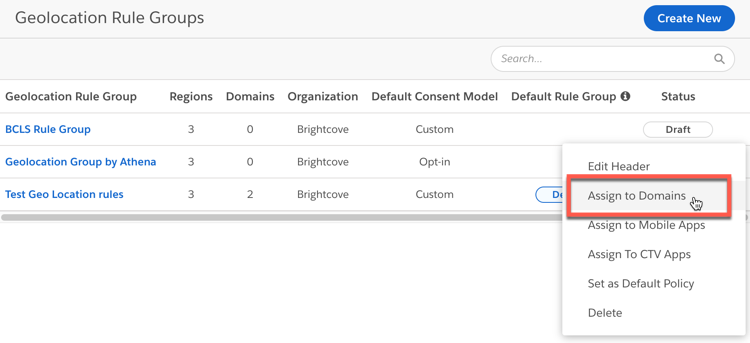 Geolocation Rule Groups
Create New
Search...
Geolocation Rule Group Regions Domains Organization Default Consent Model Default Rule Group Status
BCLS Rule Group 3 0 Brightcove Custom Draft
Geolocation Group by Athena 3 0 Brightcove Opt-in
Test Geo Location rules 3 2 Brightcove Custom De
Edit Header
Assign to Domains
Assign to Mobile Apps
Assign To CTV Apps
Set as Default Policy
Delete